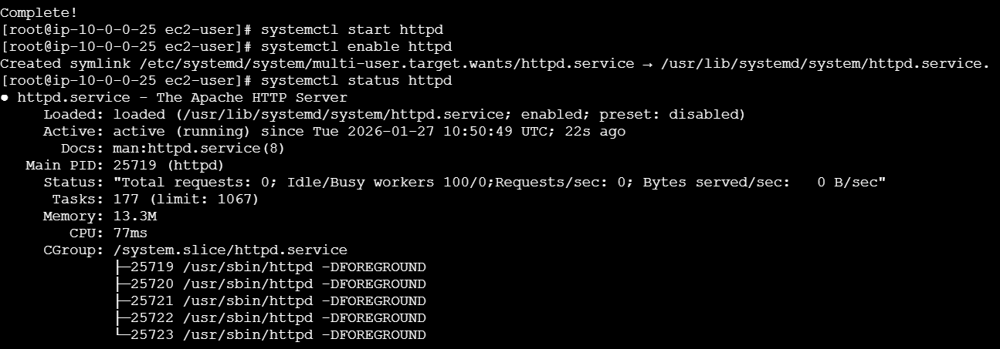 Complete!
[root@ip-10-0-0-25 ec2-user]# systemctl start httpd
[root@ip-10-0-0-25 ec2-user]# systemctl enable httpd
Created symlink /etc/systemd/system/multi-user.target.wants/httpd.service → /usr/lib/systemd/system/httpd.service.
[root@ip-10-0-0-25 ec2-user]# systemctl status httpd
● httpd.service - The Apache HTTP Server
     Loaded: loaded (/usr/lib/systemd/system/httpd.service; enabled; preset: disabled)
     Active: active (running) since Tue 2026-01-27 10:50:49 UTC; 22s ago
       Docs: man:httpd.service(8)
   Main PID: 25719 (httpd)
     Status: "Total requests: 0; Idle/Busy workers 100/0;Requests/sec: 0; Bytes served/sec:   0 B/sec"
      Tasks: 177 (limit: 1067)
     Memory: 13.3M
        CPU: 77ms
     CGroup: /system.slice/httpd.service
             ├─25719 /usr/sbin/httpd -DFOREGROUND
             ├─25720 /usr/sbin/httpd -DFOREGROUND
             ├─25721 /usr/sbin/httpd -DFOREGROUND
             ├─25722 /usr/sbin/httpd -DFOREGROUND
             └─25723 /usr/sbin/httpd -DFOREGROUND